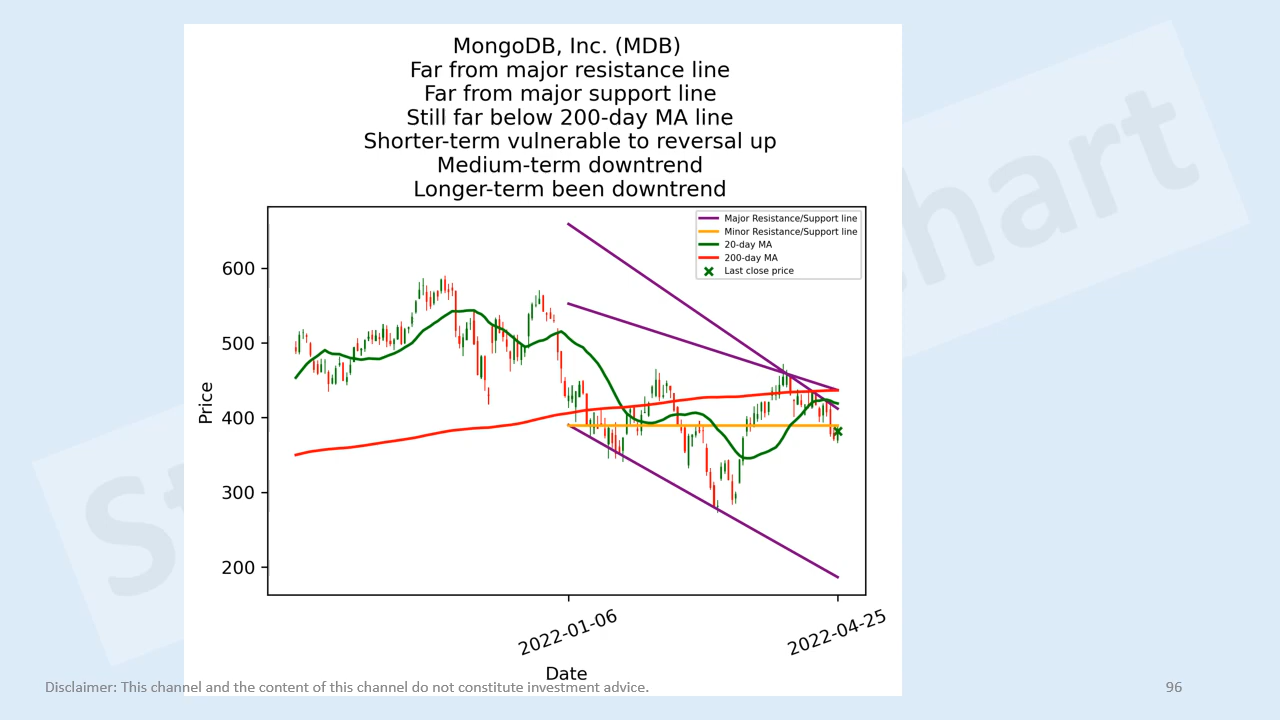 MongoDB, Inc. (MDB)
Far from major resistance line
Far from major support line
Still far below 200-day MA line
Shorter-term vulnerable to reversal up
Medium-term downtrend
Longer-term been downtrend
Major Resistance/Support line
Minor Resistance/Support line
20-day MA
200-day MA
Last close price
600
500
400
300
200
Price
2022-01-06
2022-04-25
Date
Disclaimer: This channel and the content of this channel do not constitute investment advice.
96